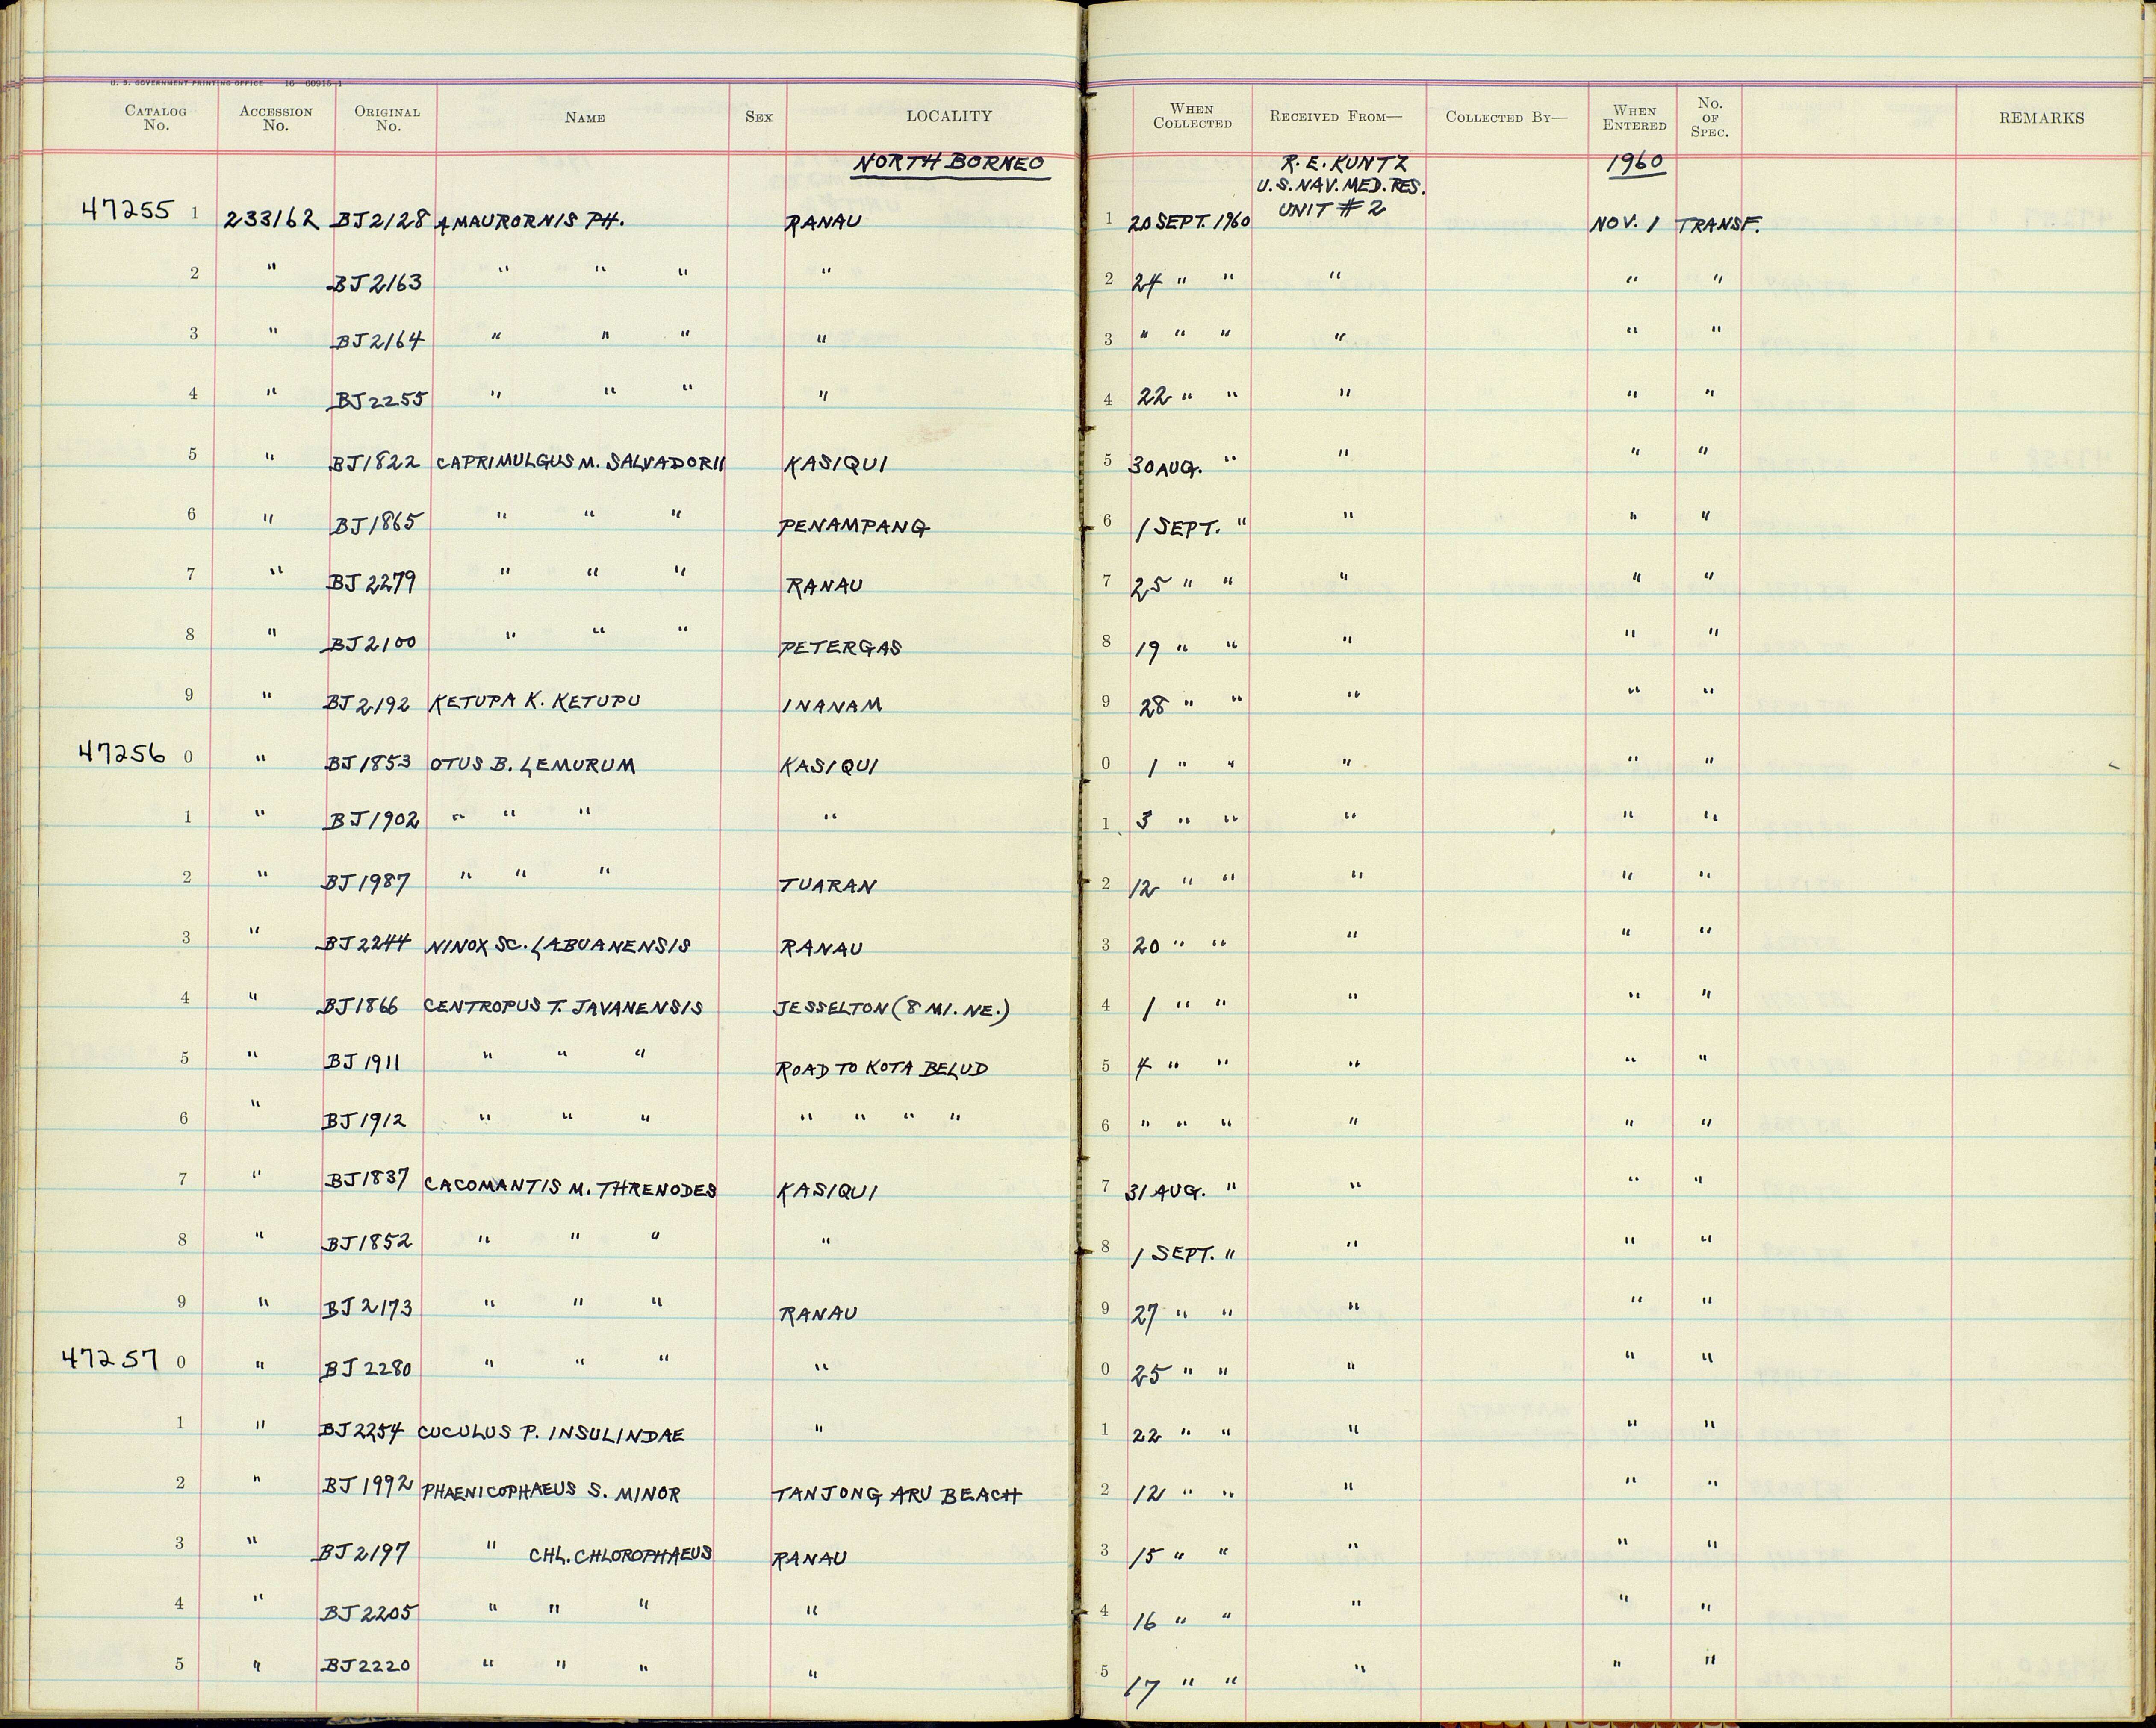 U. S. GOVERNMENT PRINTING OFFICE 16—60915-1
CATALOG No. ACCESSION No. ORIGINAL No. NAME SEX LOCALITY WHEN COLLECTED RECEIVED FROM— COLLECTED BY— WHEN ENTERED No. OF SPEC. REMARKS
NORTH BORNEO R. E. KUNTZ 1960
U. S. NAV. MED. RES.
UNIT # 2
47255 1 233162 BJ2128 AMAURORNIS PH. RANAU 1 20 SEPT. 1960 NOV. 1 TRANSF.
2 " BJ2163 " " " " 2 24 " " " " "
3 " BJ2164 " " " " 3 " " " " " "
4 " BJ2255 " " " " 4 22 " " " " "
5 " BJ1822 CAPRIMULGUS M. SALVADORII KASIQUI 5 30 AUG. " " " "
6 " BJ1865 " " " PENAMPANG 6 1 SEPT. " " " "
7 " BJ2279 " " " RANAU 7 25 " " " " "
8 " BJ2100 " " " PETERGAS 8 19 " " " " "
9 " BJ2192 KETUPA K. KETUPU INANAM 9 28 " " " " "
47256 0 " BJ1853 OTUS B. LEMURUM KASIQUI 0 1 " " " " "
1 " BJ1902 " " " " 1 3 " " " " "
2 " BJ1987 " " " TUARAN 2 12 " " " " "
3 " BJ2244 NINOX SC. LABUANENSIS RANAU 3 20 " " " " "
4 " BJ1866 CENTROPUS T. JAVANENSIS JESSELTON (8 MI. NE.) 4 1 " " " " "
5 " BJ1911 " " " ROAD TO KOTA BELUD 5 4 " " " " "
6 " BJ1912 " " " " " " " 6 " " " " " "
7 " BJ1837 CACOMANTIS M. THRENODES KASIQUI 7 31 AUG. " " " "
8 " BJ1852 " " " " 8 1 SEPT. " " " "
9 " BJ2173 " " " RANAU 9 27 " " " " "
47257 0 " BJ2280 " " " " 0 25 " " " " "
1 " BJ2254 CUCULUS P. INSULINDAE " 1 22 " " " " "
2 " BJ1992 PHAENICOPHAEUS S. MINOR TANJONG ARU BEACH 2 12 " " " " "
3 " BJ2197 " CHL. CHLOROPHAEUS RANAU 3 15 " " " " "
4 " BJ2205 " " " " 4 16 " " " " "
5 " BJ2220 " " " " 5 17 " " " " "